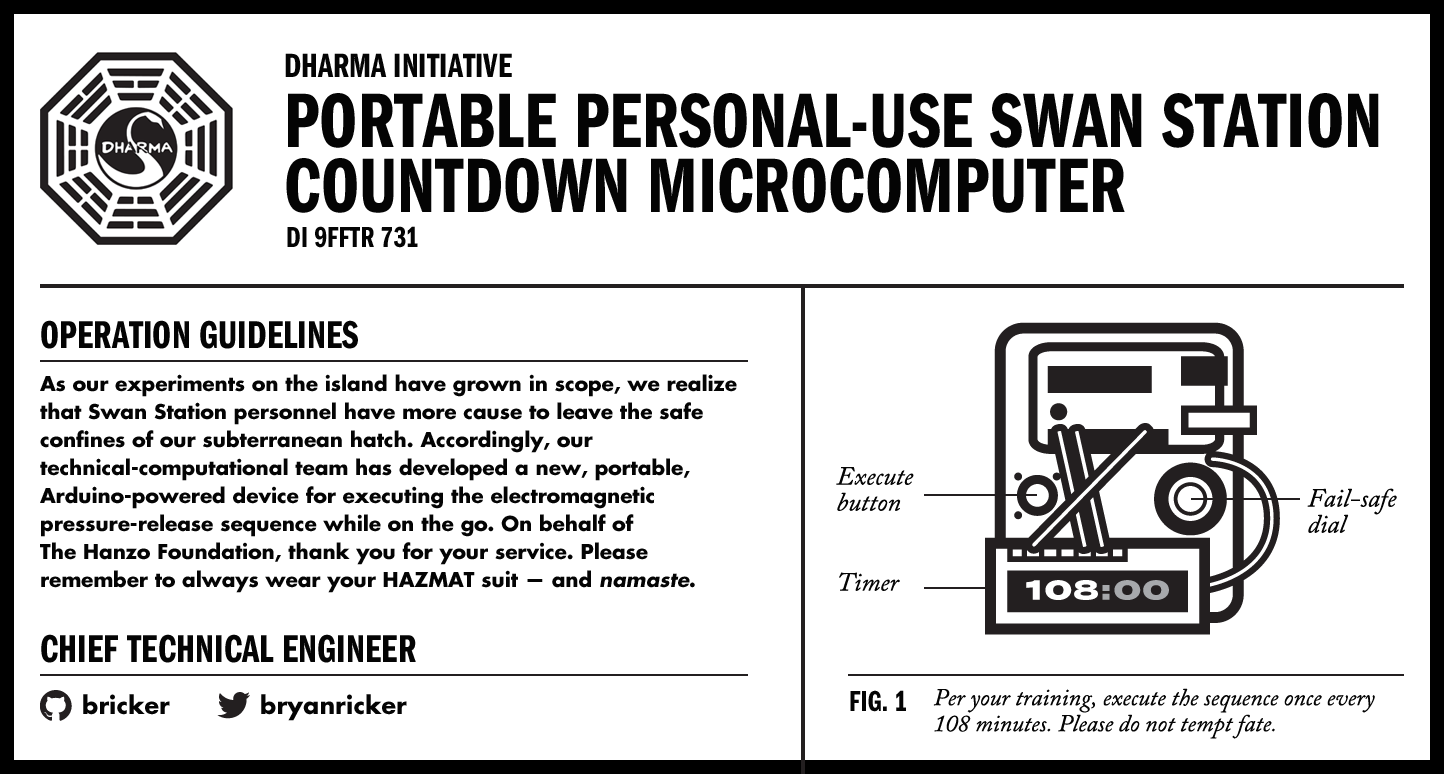 DHARMA
DHARMA INITIATIVE
PORTABLE PERSONAL-USE SWAN STATION
COUNTDOWN MICROCOMPUTER
DI 9FFTR 731
OPERATION GUIDELINES
As our experiments on the island have grown in scope, we realize
that Swan Station personnel have more cause to leave the safe
confines of our subterranean hatch. Accordingly, our
technical-computational team has developed a new, portable,
Arduino-powered device for executing the electromagnetic
pressure-release sequence while on the go. On behalf of
The Hanzo Foundation, thank you for your service. Please
remember to always wear your HAZMAT suit — and namaste.
CHIEF TECHNICAL ENGINEER
bricker bryanricker
Execute
button
Fail-safe
dial
Timer
108:00
FIG. 1 Per your training, execute the sequence once every
108 minutes. Please do not tempt fate.